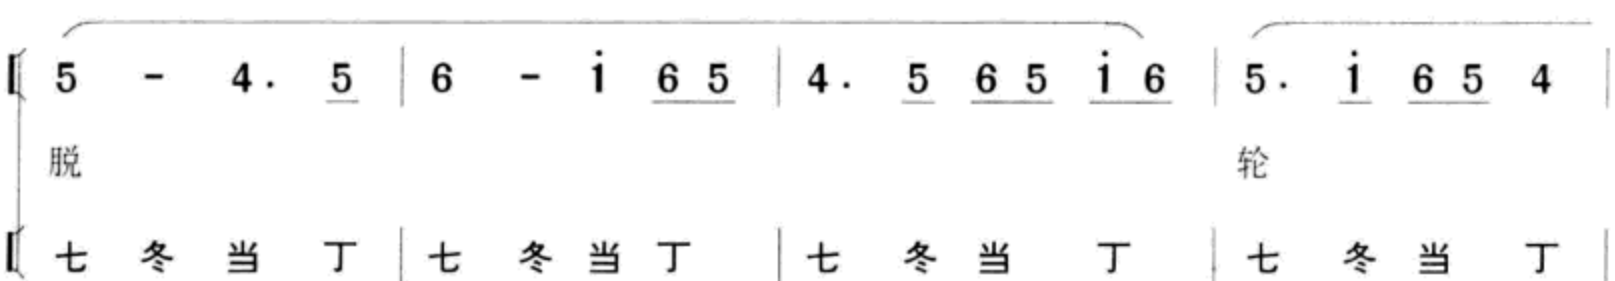 5 - 4. 5 | 6 - i 6 5 | 4. 5 6 5 i 6 | 5. i 6 5 4 |
脱 轮
七 冬 当 丁 | 七 冬 当 丁 | 七 冬 当 丁 | 七 冬 当 丁 |